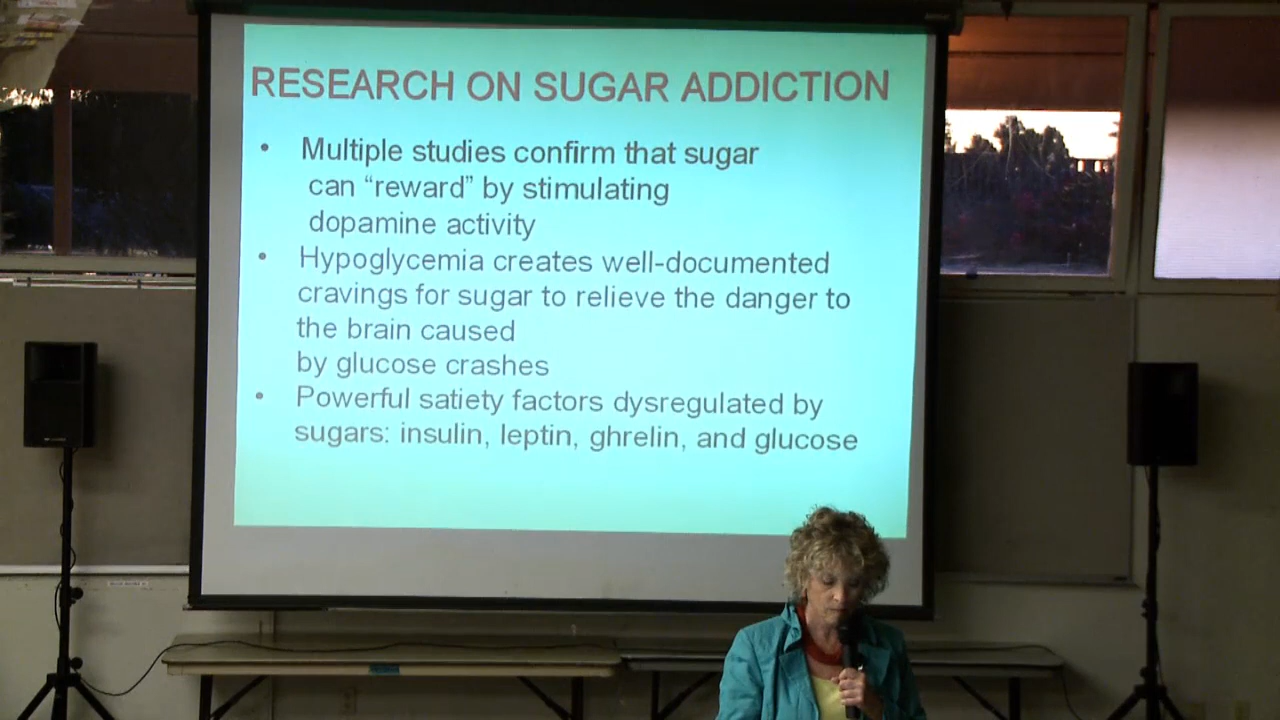 RESEARCH ON SUGAR ADDICTION
• Multiple studies confirm that sugar
can “reward” by stimulating
dopamine activity
• Hypoglycemia creates well-documented
cravings for sugar to relieve the danger to
the brain caused
by glucose crashes
• Powerful satiety factors dysregulated by
sugars: insulin, leptin, ghrelin, and glucose